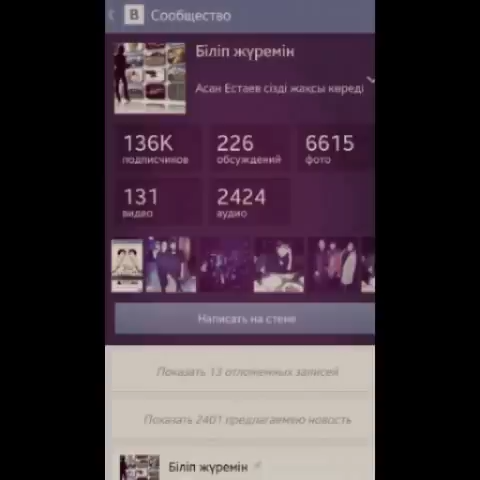 В Сообщество
Біліп жүремін
Асан Естаев сізді жақсы көреді
136K
подписчиков
226
обсуждений
6615
фото
131
видео
2424
аудио
Написать на стене
Показать 13 отложенных записей
Показать 2401 предлагаемую новость
Біліп жүремін